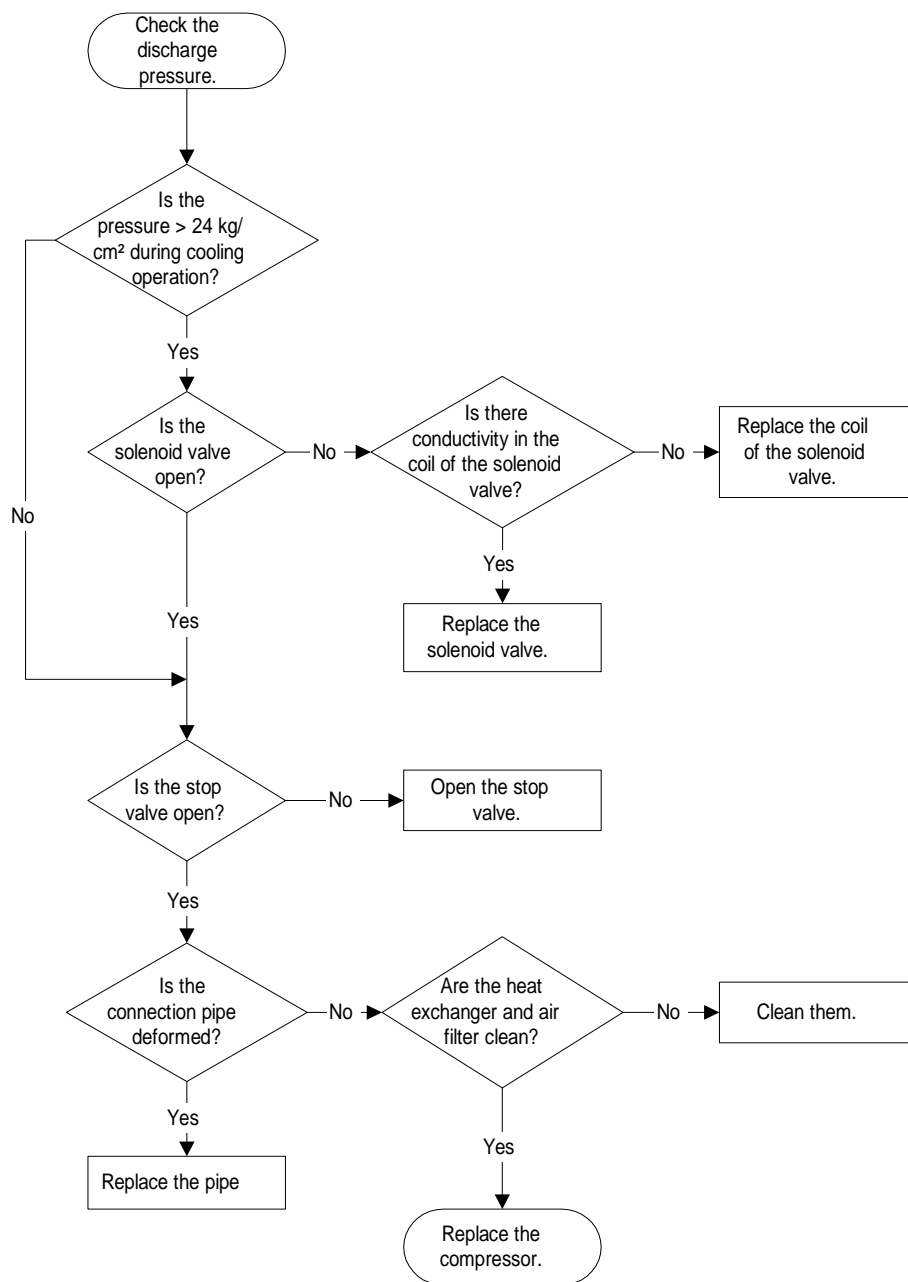 Check the
discharge
pressure.
Is the
pressure > 24 kg/
cm² during cooling
operation?
Yes
No
Is the
solenoid valve
open?
No
Is there
conductivity in the
coil of the solenoid
valve?
No
Replace the coil
of the solenoid
valve.
Yes
Replace the
solenoid valve.
Yes
Is the stop
valve open?
No
Open the stop
valve.
Yes
Is the
connection pipe
deformed?
No
Are the heat
exchanger and air
filter clean?
No
Clean them.
Yes
Replace the pipe
Yes
Replace the
compressor.